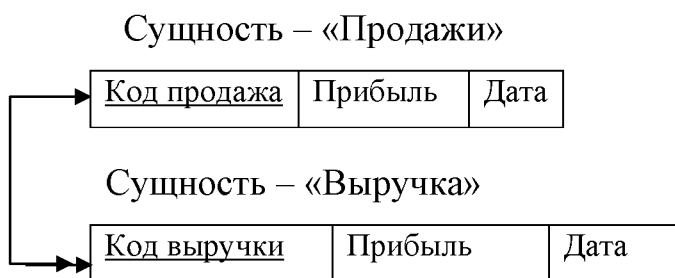 Сущность – «Продажи»
Код продажа Прибыль Дата
Сущность – «Выручка»
Код выручки Прибыль Дата